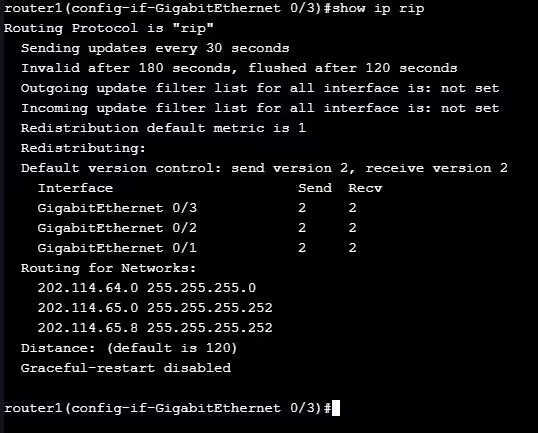 router1(config-if-GigabitEthernet 0/3)#show ip rip
Routing Protocol is "rip"
Sending updates every 30 seconds
Invalid after 180 seconds, flushed after 120 seconds
Outgoing update filter list for all interface is: not set
Incoming update filter list for all interface is: not set
Redistribution default metric is 1
Redistributing:
Default version control: send version 2, receive version 2
Interface Send Recv
GigabitEthernet 0/3 2 2
GigabitEthernet 0/2 2 2
GigabitEthernet 0/1 2 2
Routing for Networks:
202.114.64.0 255.255.255.0
202.114.65.0 255.255.255.252
202.114.65.8 255.255.255.252
Distance: (default is 120)
Graceful-restart disabled
router1(config-if-GigabitEthernet 0/3)#